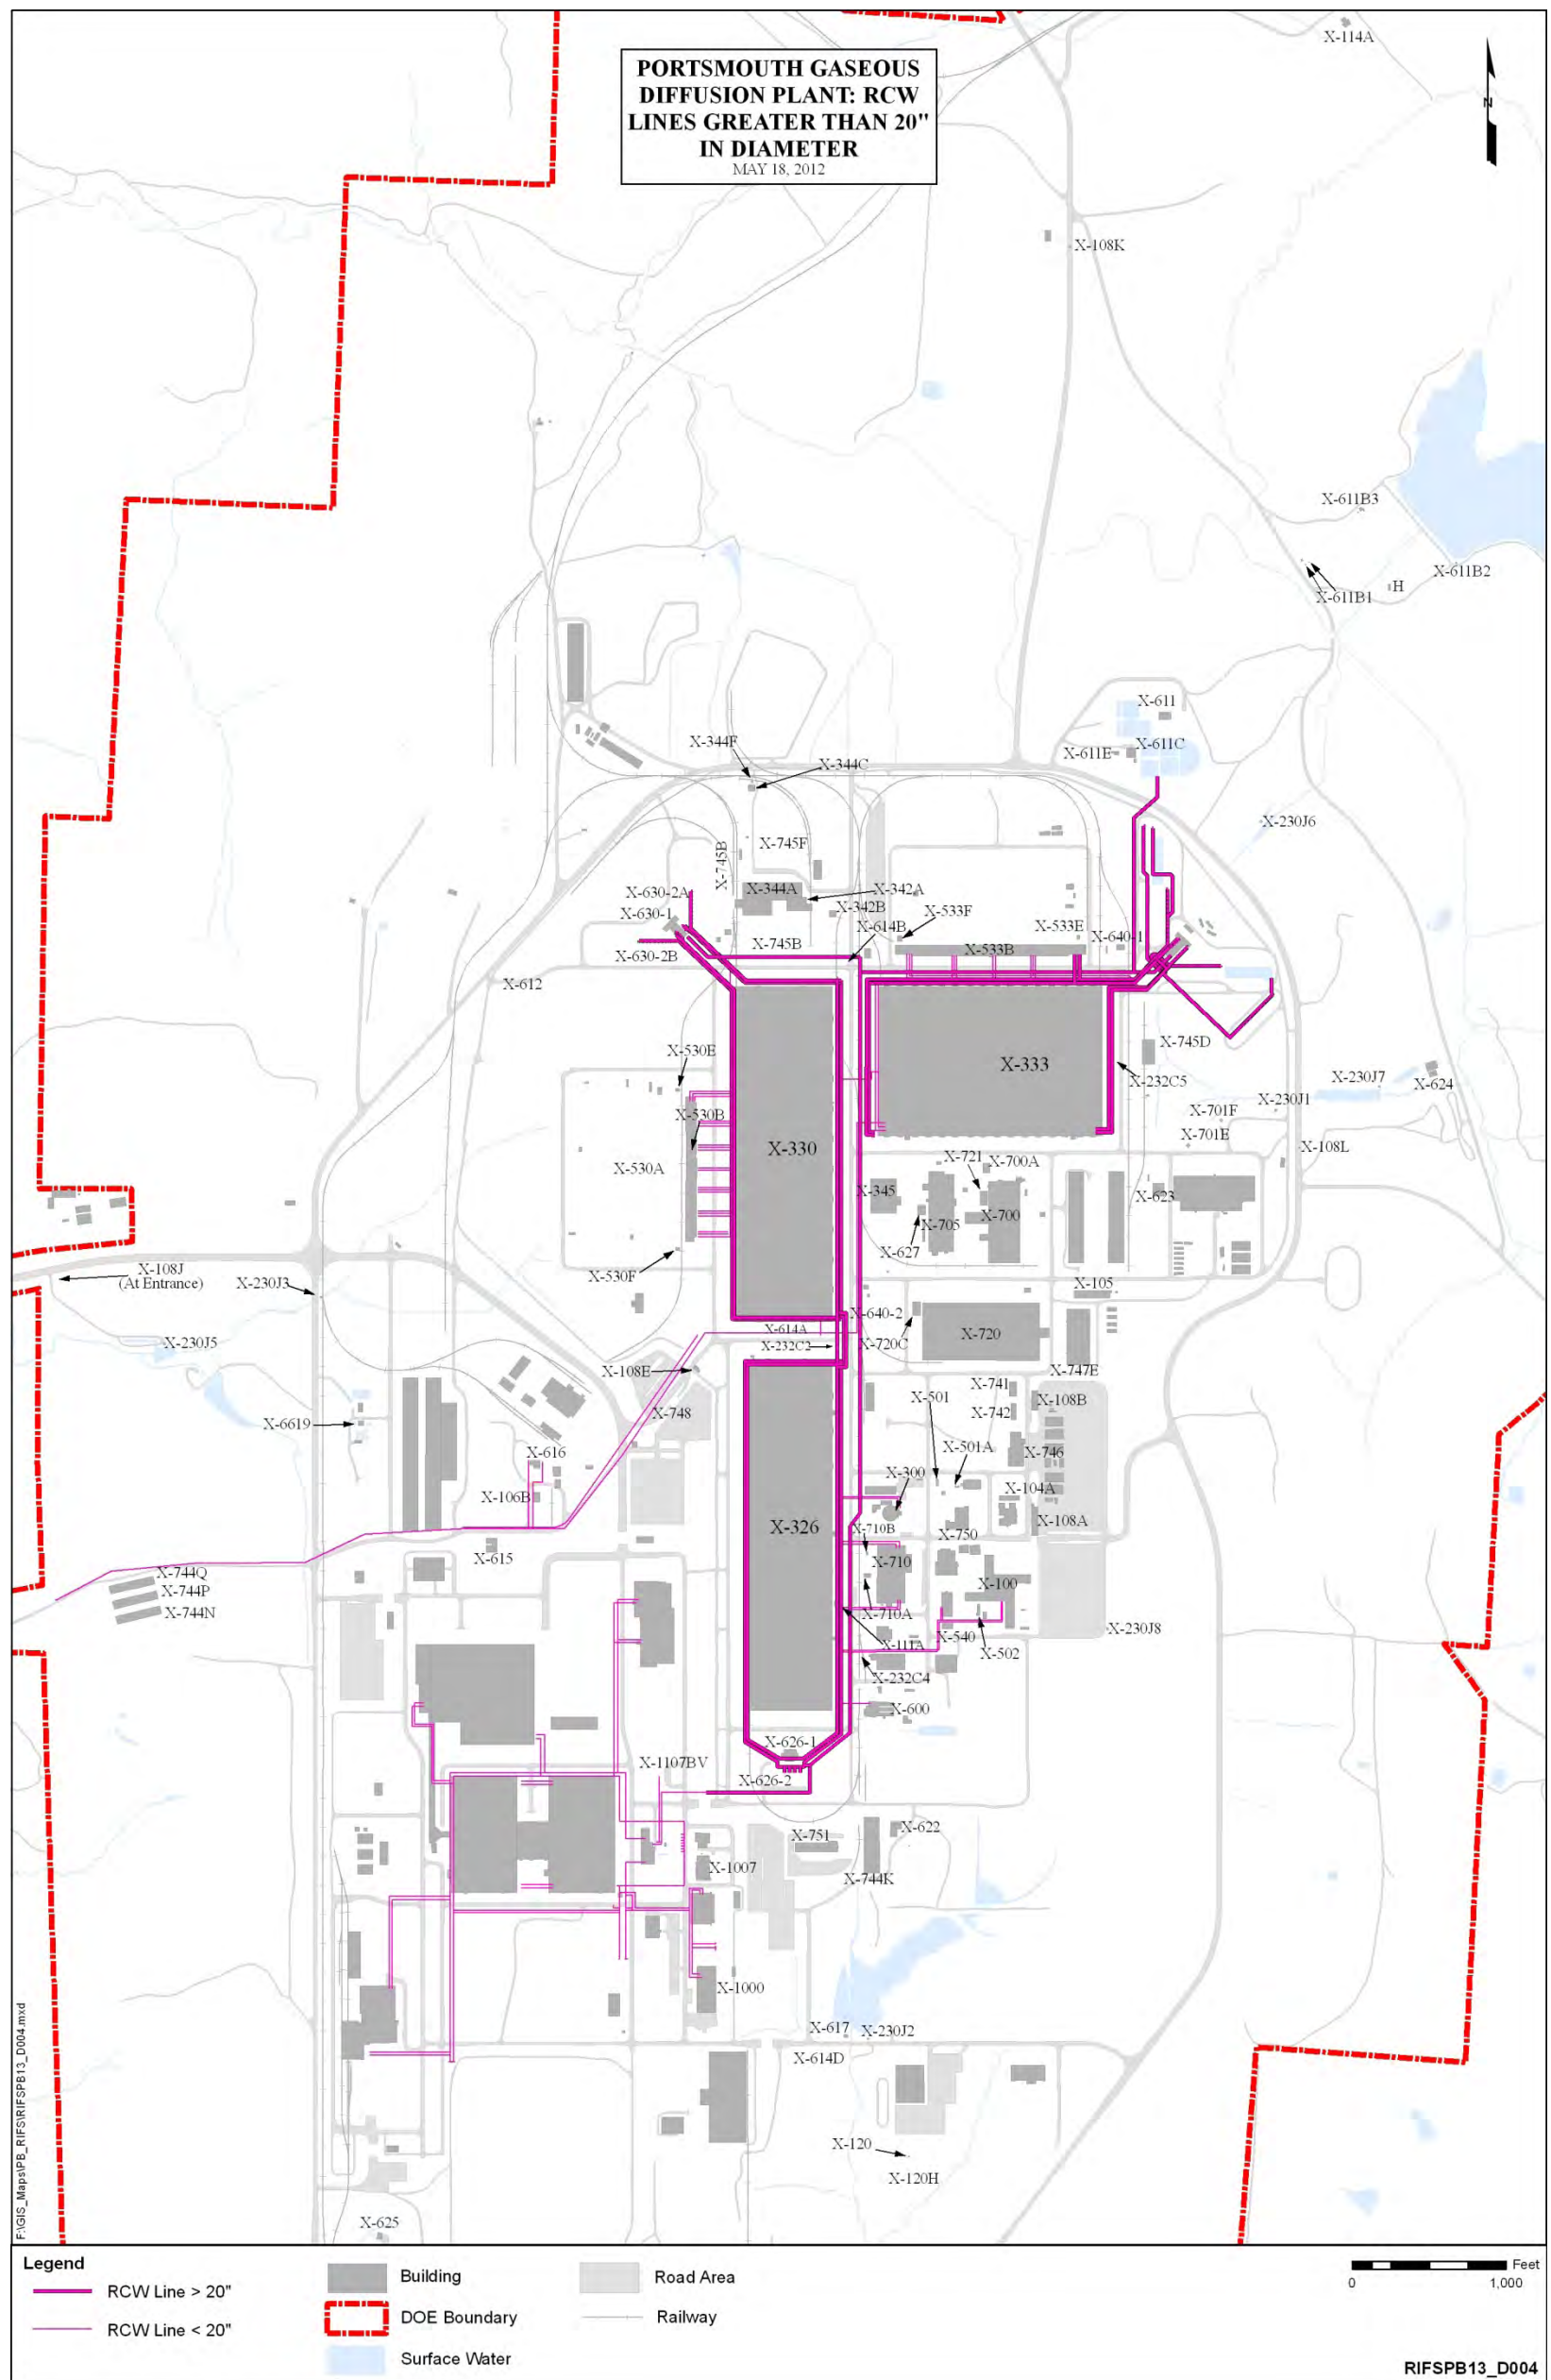 PORTSMOUTH GASEOUS
DIFFUSION PLANT: RCW
LINES GREATER THAN 20"
IN DIAMETER
MAY 18, 2012
X-114A
N
X-108K
X-611B3
X-611B2
X-611B1
H
X-611
X-344F
X-611E
X-611C
X-344C
X-230J6
X-745F
X-745B
X-630-2A
X-344A
X-342A
X-630-1
X-342B
X-533F
X-614B
X-533E
X-640-1
X-630-2B
X-745B
X-533B
X-612
X-745D
X-530E
X-333
X-232C5
X-230J7
X-624
X-230J1
X-530B
X-701F
X-701E
X-330
X-108L
X-530A
X-721
X-700A
X-345
X-623
X-705
X-700
X-627
X-108J
(At Entrance)
X-230J3
X-530F
X-105
X-640-2
X-614A
X-720
X-230J5
X-232C2
X-720C
X-108E
X-747E
X-741
X-501
X-108B
X-748
X-742
X-6619
X-501A
X-616
X-746
X-300
X-106B
X-104A
X-326
X-710B
X-108A
X-750
X-615
X-710
X-744Q
X-100
X-744P
X-744N
X-710A
X-230J8
X-540
X-111A
X-502
X-232C4
X-600
X-626-1
X-1107BV
X-626-2
X-622
X-751
X-1007
X-744K
X-1000
X-617
X-230J2
X-614D
X-120
X-120H
X-625
F:\GIS_Maps\PB_RIFS\RIFSPB13_D004.mxd
Legend
RCW Line > 20"
RCW Line < 20"
Building
DOE Boundary
Surface Water
Road Area
Railway
Feet
0 1,000
RIFSPB13_D004